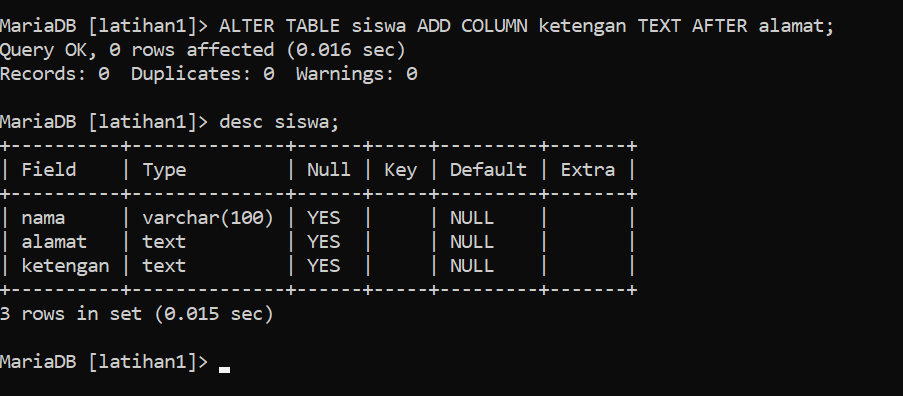 MariaDB [latihan1]> ALTER TABLE siswa ADD COLUMN ketengan TEXT AFTER alamat;
Query OK, 0 rows affected (0.016 sec)
Records: 0  Duplicates: 0  Warnings: 0

MariaDB [latihan1]> desc siswa;
+----------+--------------+------+-----+---------+-------+
| Field    | Type         | Null | Key | Default | Extra |
+----------+--------------+------+-----+---------+-------+
| nama     | varchar(100) | YES  |     | NULL    |       |
| alamat   | text         | YES  |     | NULL    |       |
| ketengan | text         | YES  |     | NULL    |       |
+----------+--------------+------+-----+---------+-------+
3 rows in set (0.015 sec)

MariaDB [latihan1]>